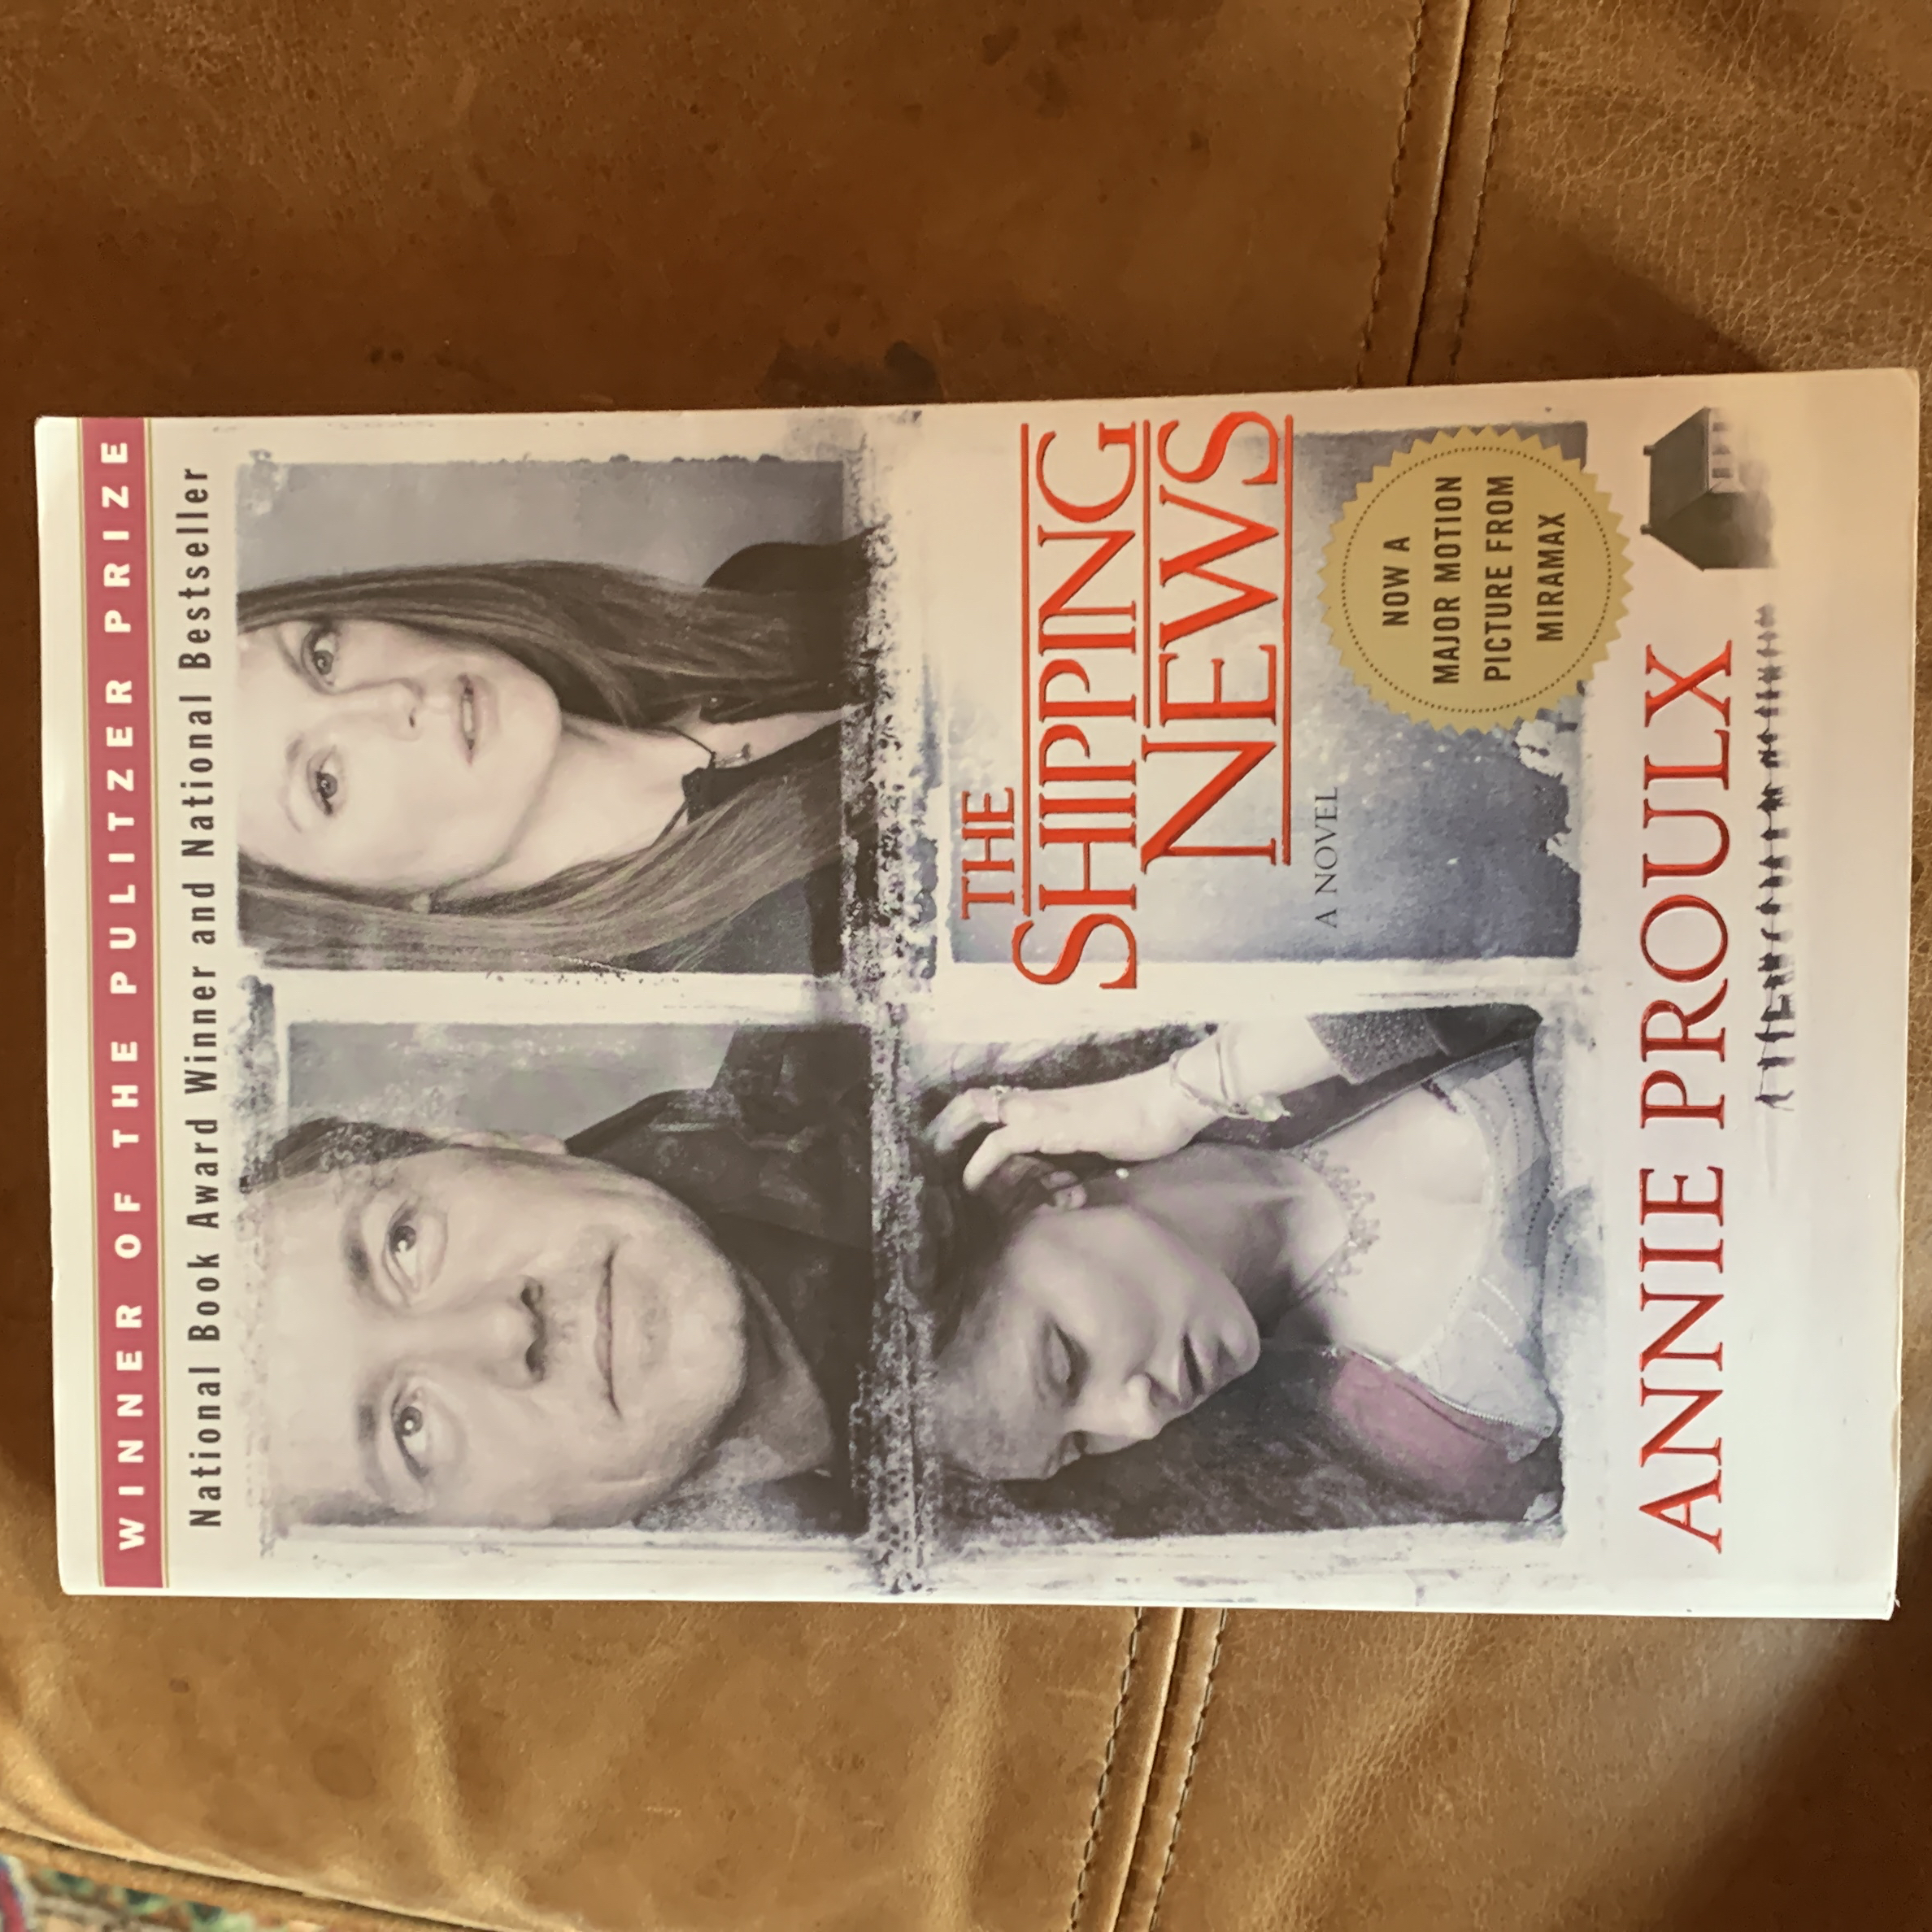 WINNER OF THE PULITZER PRIZE
National Book Award Winner and National Bestseller
THE
SHIPPING
NEWS
A NOVEL
NOW A
MAJOR MOTION
PICTURE FROM
MIRAMAX
ANNIE PROULX